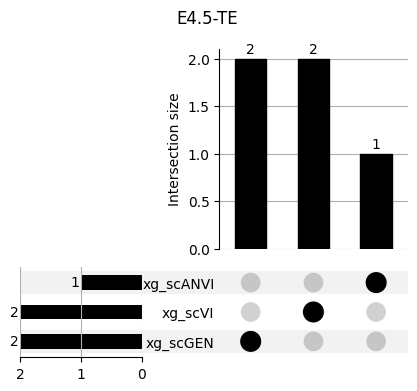 E4.5-TE
2 2 1
2.0
1.5
1.0
0.5
0.0
Intersection size
1 xg_scANVI
2 xg_scVI
2 xg_scGEN
2 1 0